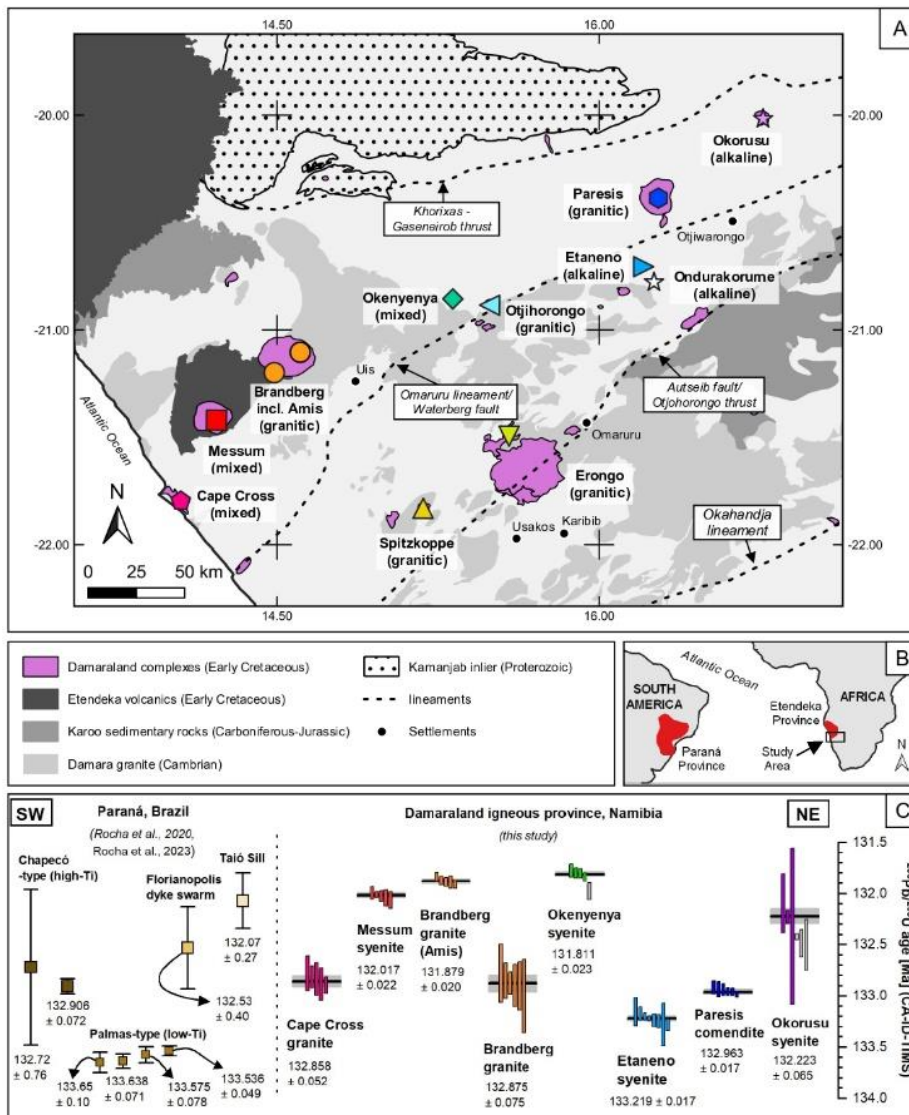 A
14.50
16.00
-20.00
-20.00
Okorusu
(alkaline)
Paresis
(granitic)
Khorixas -
Gaseneirob thrust
Otjiwarongo
Etaneno
(alkaline)
Ondurakorume
(alkaline)
Okenyenya
(mixed)
Otjihorongo
(granitic)
-21.00
-21.00
Uis
Brandberg
incl. Amis
(granitic)
Omaruru lineament/
Waterberg fault
Autseib fault/
Otjohorongo thrust
Atlantic Ocean
Messum
(mixed)
Omaruru
N
Cape Cross
(mixed)
Erongo
(granitic)
Okahandja
lineament
Spitzkoppe
(granitic)
Usakos
Karibib
-22.00
-22.00
0 25 50 km
14.50
16.00
Damaraland complexes (Early Cretaceous)
Etendeka volcanics (Early Cretaceous)
Karoo sedimentary rocks (Carboniferous-Jurassic)
Damara granite (Cambrian)
Kamanjab inlier (Proterozoic)
lineaments
Settlements
B
Atlantic Ocean
SOUTH
AMERICA
AFRICA
Etendeka
Province
Paraná
Province
Study
Area
N
C
SW
Paraná, Brazil
(Rocha et al., 2020,
Rocha et al., 2023)
Damaraland igneous province, Namibia
(this study)
NE
Chapecó
-type (high-Ti)
Florianopolis
dyke swarm
Taió Sill
132.07
± 0.27
132.906
± 0.072
132.53
± 0.40
Palmas-type (low-Ti)
132.72
± 0.76
133.65
± 0.10
133.638
± 0.071
133.575
± 0.078
133.536
± 0.049
Cape Cross
granite
132.858
± 0.052
Messum
syenite
132.017
± 0.022
Brandberg
granite
(Amis)
131.879
± 0.020
Brandberg
granite
132.875
± 0.075
Okenyenya
syenite
131.811
± 0.023
Etaneno
syenite
133.219 ± 0.017
Paresis
comendite
132.963
± 0.017
Okorusu
syenite
132.223
± 0.065
131.5
132.0
132.5
133.0
133.5
134.0
age [Ma] (CA-ID-TIMS)